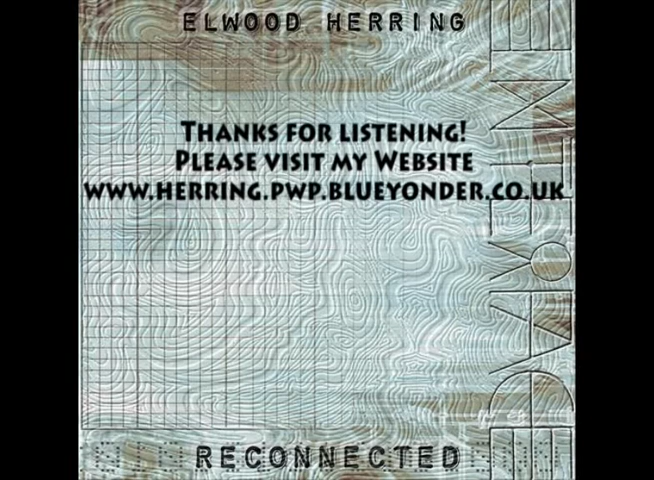 ELWOOD HERRING
THANKS FOR LISTENING!
PLEASE VISIT MY WEBSITE
WWW.HERRING.PWP.BLUEYONDER.CO.UK
RECONNECTED